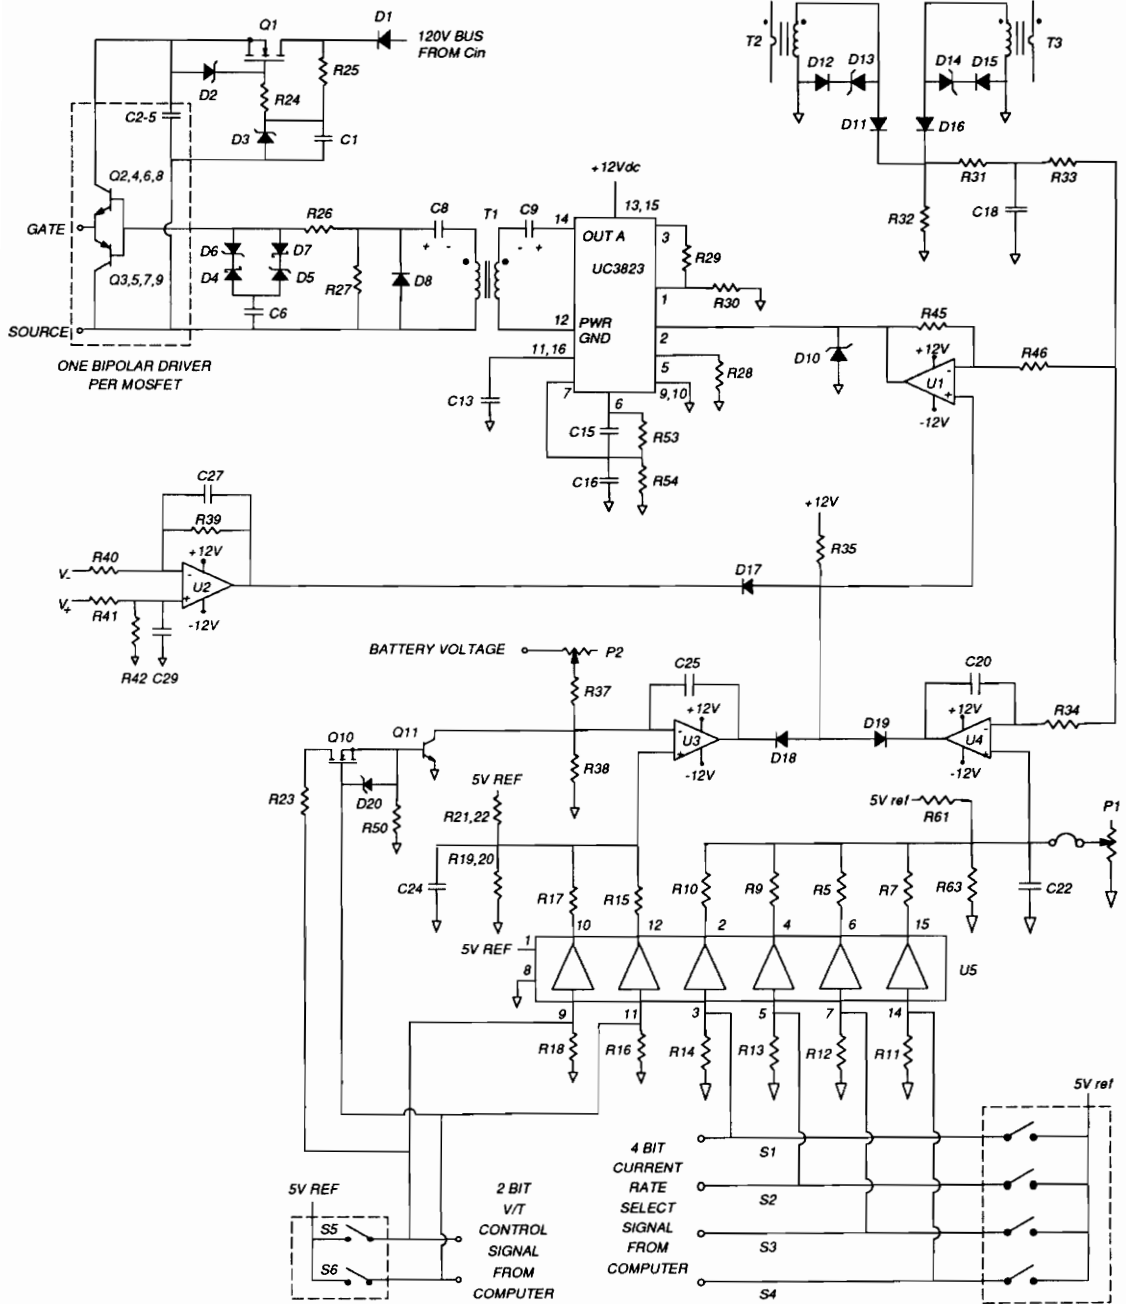 Q1
D1
120V BUS
FROM Cin
R25
D2
R24
C2-5
D3
C1
T2
D12
D13
D14
D15
T3
D11
D16
R31
R33
R32
C18
Q2,4,6,8
GATE
Q3,5,7,9
SOURCE
ONE BIPOLAR DRIVER
PER MOSFET
R26
D6
D7
D4
D5
C6
R27
D8
C8
+ -
T1
C9
- +
+12Vdc
14
13, 15
OUT A
3
UC3823
R29
1
R30
12
PWR
GND
2
11, 16
5
R28
7
6
9,10
C13
C15
R53
C16
R54
D10
R45
+12V
-
U1
+
-12V
R46
C27
R39
R40
V-
+12V
-
U2
+
-12V
V+
R41
R42
C29
D17
+12V
R35
BATTERY VOLTAGE
P2
R37
C25
+12V
-
U3
+
-12V
D18
D19
C20
+12V
-
U4
+
-12V
R34
Q10
Q11
R38
D20
R50
R23
5V REF
R21,22
R19,20
C24
R17
R15
R10
R9
R5
R7
5V ref
R61
R63
C22
P1
10
12
2
4
6
15
5V REF
1
8
U5
9
11
3
5
7
14
R18
R16
R14
R13
R12
R11
5V ref
4 BIT
CURRENT
RATE
SELECT
SIGNAL
FROM
COMPUTER
S1
S2
S3
S4
5V REF
S5
S6
2 BIT
V/T
CONTROL
SIGNAL
FROM
COMPUTER